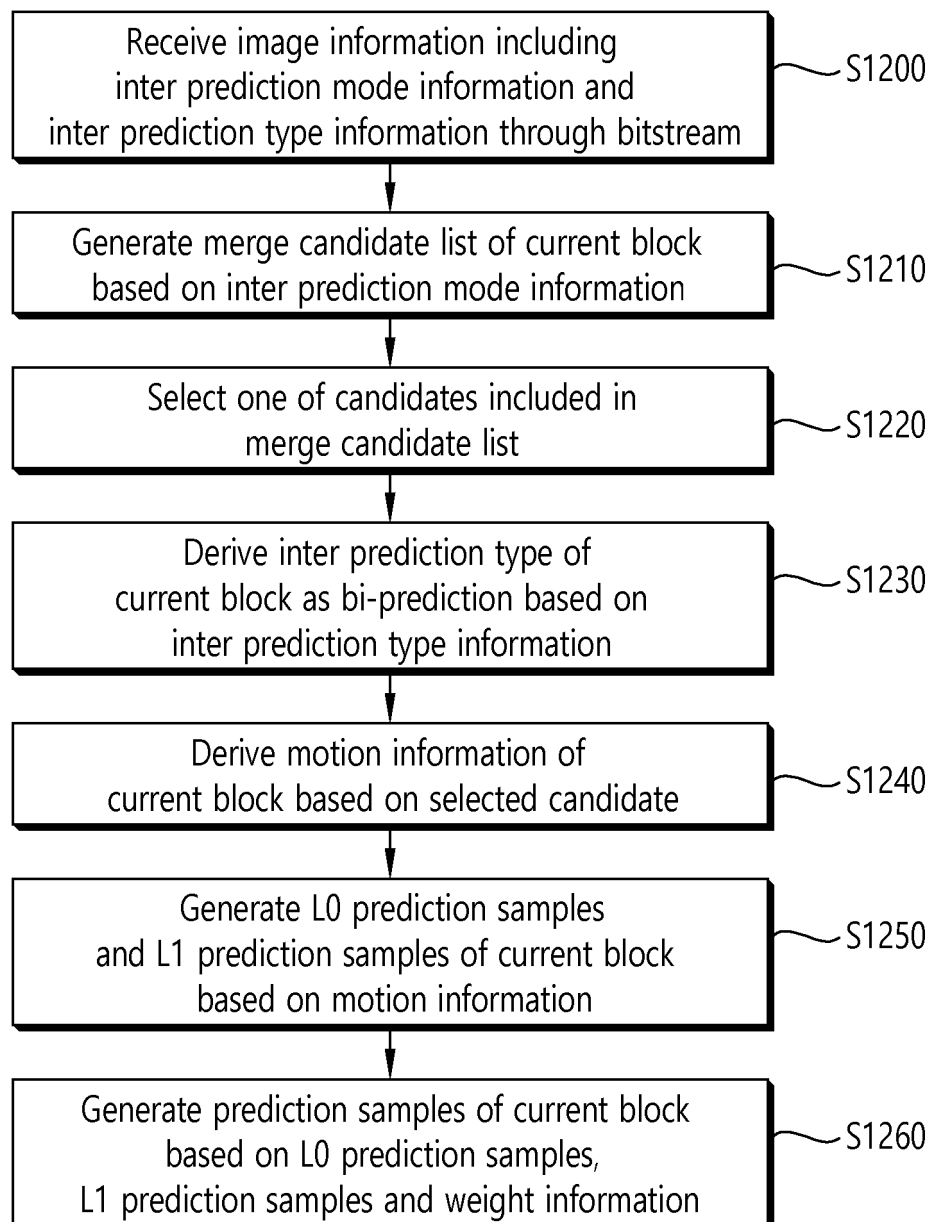 Receive image information including
inter prediction mode information and
inter prediction type information through bitstream
S1200
Generate merge candidate list of current block
based on inter prediction mode information
S1210
Select one of candidates included in
merge candidate list
S1220
Derive inter prediction type of
current block as bi-prediction based on
inter prediction type information
S1230
Derive motion information of
current block based on selected candidate
S1240
Generate L0 prediction samples
and L1 prediction samples of current block
based on motion information
S1250
Generate prediction samples of current block
based on L0 prediction samples,
L1 prediction samples and weight information
S1260